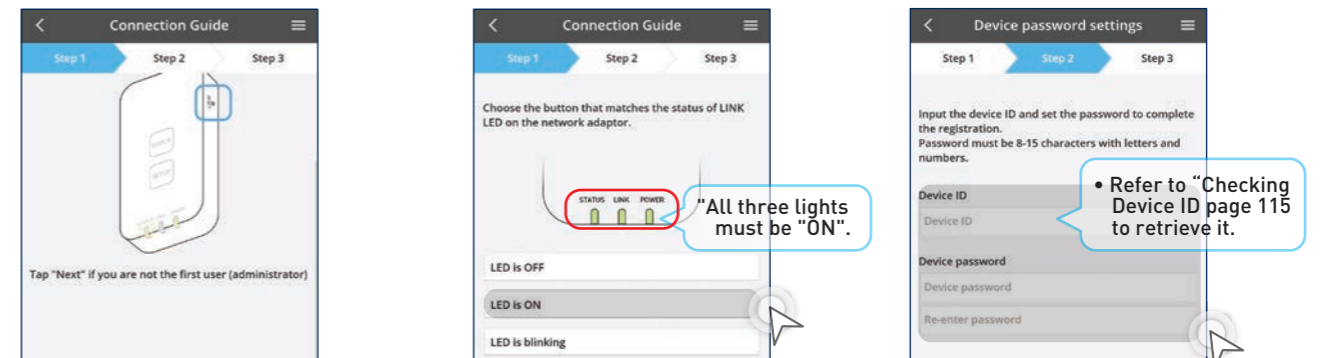 Connection Guide
Step 1
Step 2
Step 3
Tap "Next" if you are not the first user (administrator)
Connection Guide
Step 1
Step 2
Step 3
Choose the button that matches the status of LINK
LED on the network adaptor.
STATUS LINK POWER
"All three lights
must be "ON".
LED is OFF
LED is ON
LED is blinking
Device password settings
Step 1
Step 2
Step 3
Input the device ID and set the password to complete
the registration.
Password must be 8-15 characters with letters and
numbers.
Device ID
Device ID
• Refer to “Checking
Device ID page 115
to retrieve it.
Device password
Device password
Re-enter password